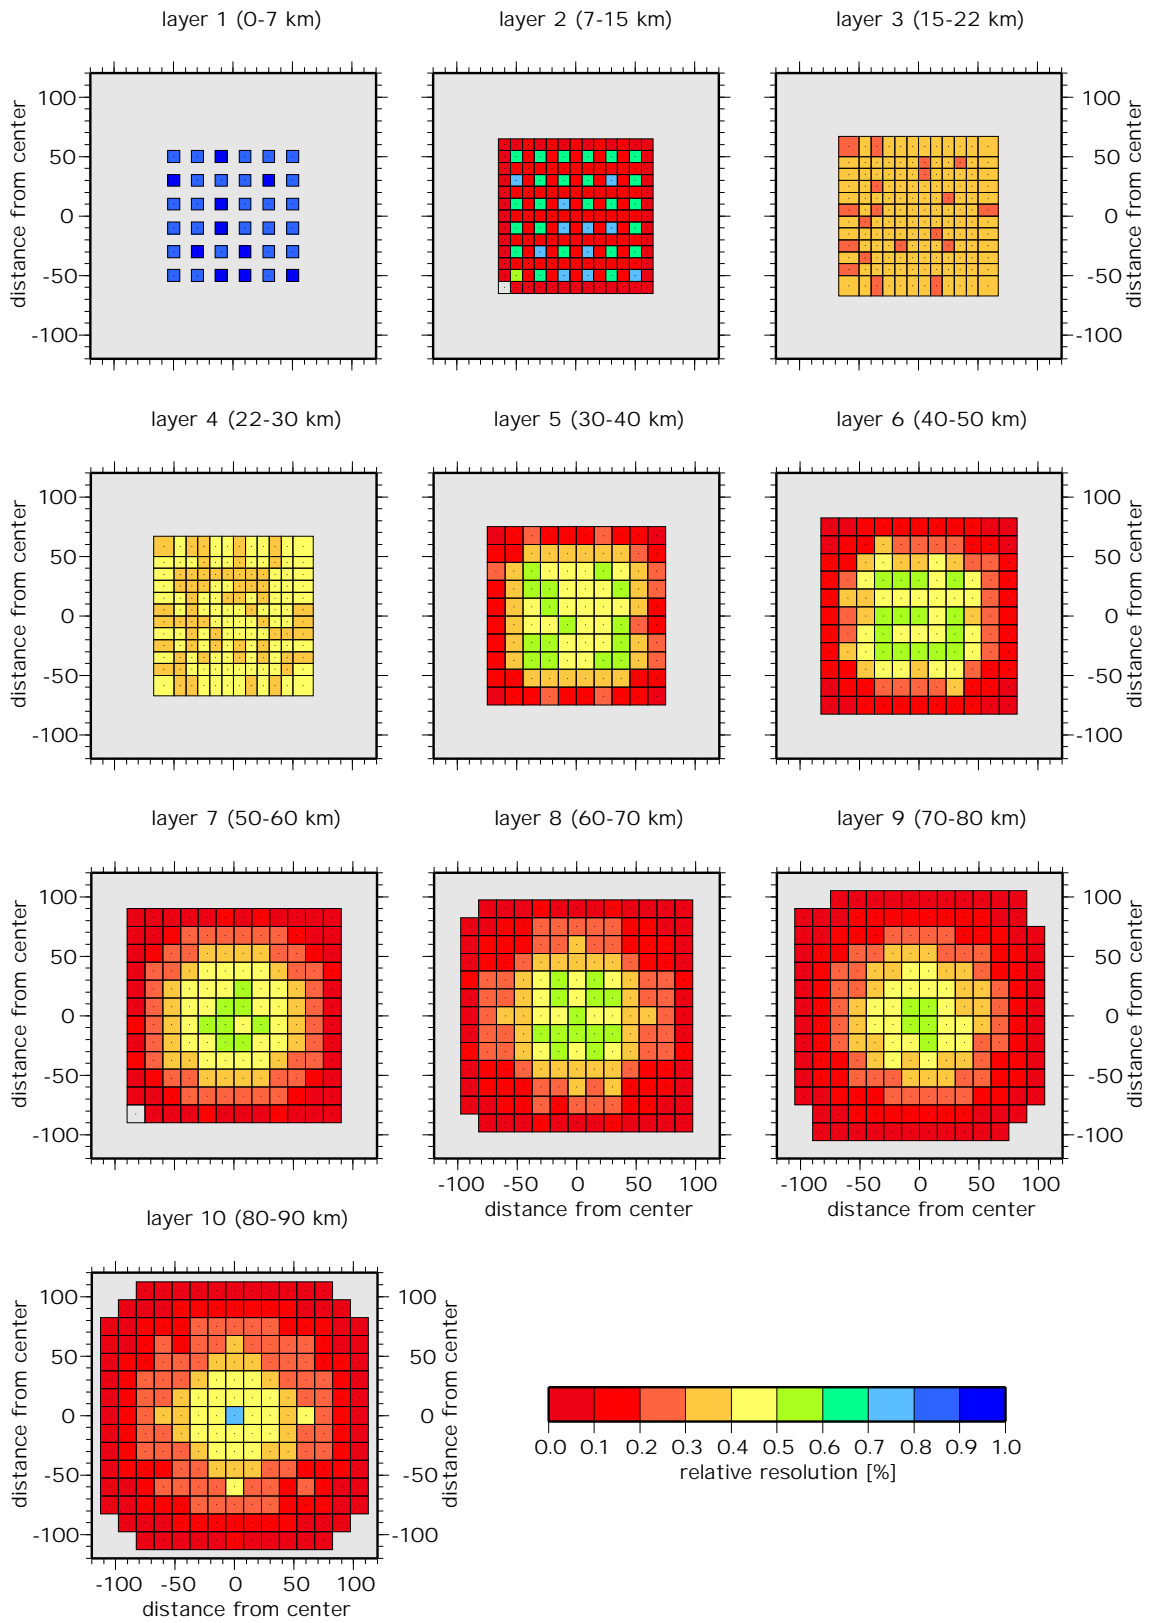 layer 1 (0-7 km) layer 2 (7-15 km) layer 3 (15-22 km)
distance from center
100
50
0
-50
-100
100
50
0
-50
-100
distance from center
layer 4 (22-30 km) layer 5 (30-40 km) layer 6 (40-50 km)
distance from center
100
50
0
-50
-100
100
50
0
-50
-100
distance from center
layer 7 (50-60 km) layer 8 (60-70 km) layer 9 (70-80 km)
distance from center
100
50
0
-50
-100
100
50
0
-50
-100
distance from center
-100 -50 0 50 100
distance from center
-100 -50 0 50 100
distance from center
layer 10 (80-90 km)
distance from center
100
50
0
-50
-100
100
50
0
-50
-100
distance from center
-100 -50 0 50 100
distance from center
0.0 0.1 0.2 0.3 0.4 0.5 0.6 0.7 0.8 0.9 1.0
relative resolution [%]